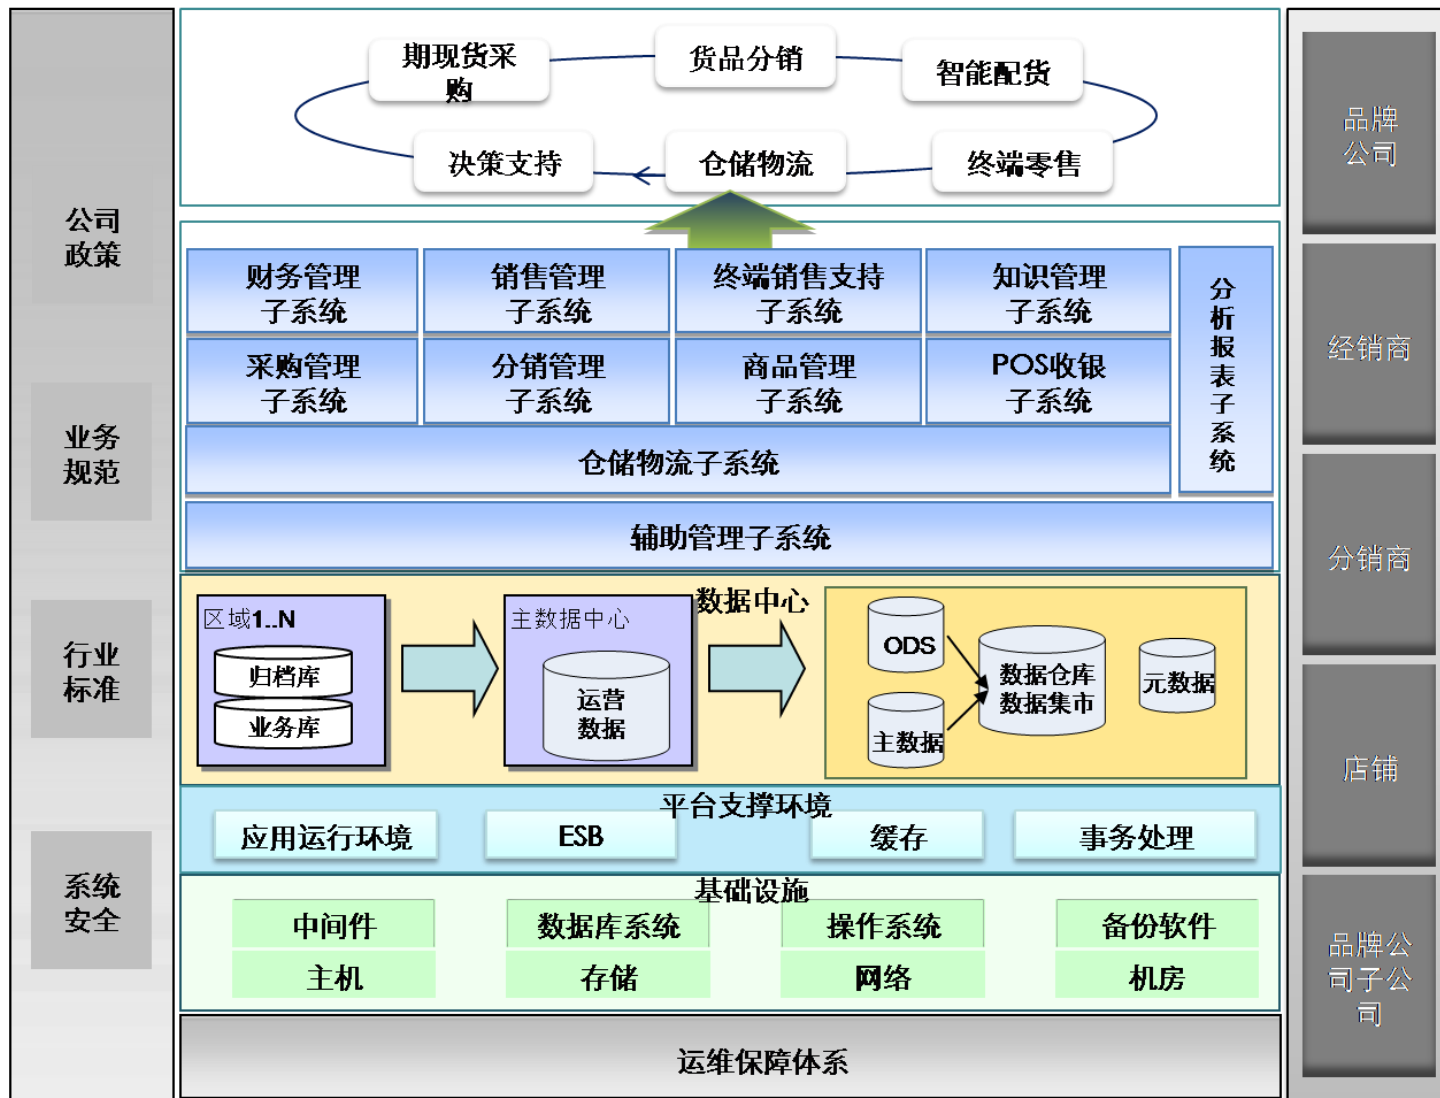 公司
政策
业务
规范
行业
标准
系统
安全
期现货采
购
货品分销
智能配货
决策支持
仓储物流
终端零售
财务管理
子系统
销售管理
子系统
终端销售支持
子系统
知识管理
子系统
采购管理
子系统
分销管理
子系统
商品管理
子系统
POS收银
子系统
分
析
报
表
子
系
统
仓储物流子系统
辅助管理子系统
数据中心
区域1..N
归档库
业务库
主数据中心
运营
数据
ODS
主数据
数据仓库
数据集市
元数据
平台支撑环境
应用运行环境
ESB
缓存
事务处理
基础设施
中间件
数据库系统
操作系统
备份软件
主机
存储
网络
机房
运维保障体系
品牌
公司
经销商
分销商
店铺
品牌公
司子公
司